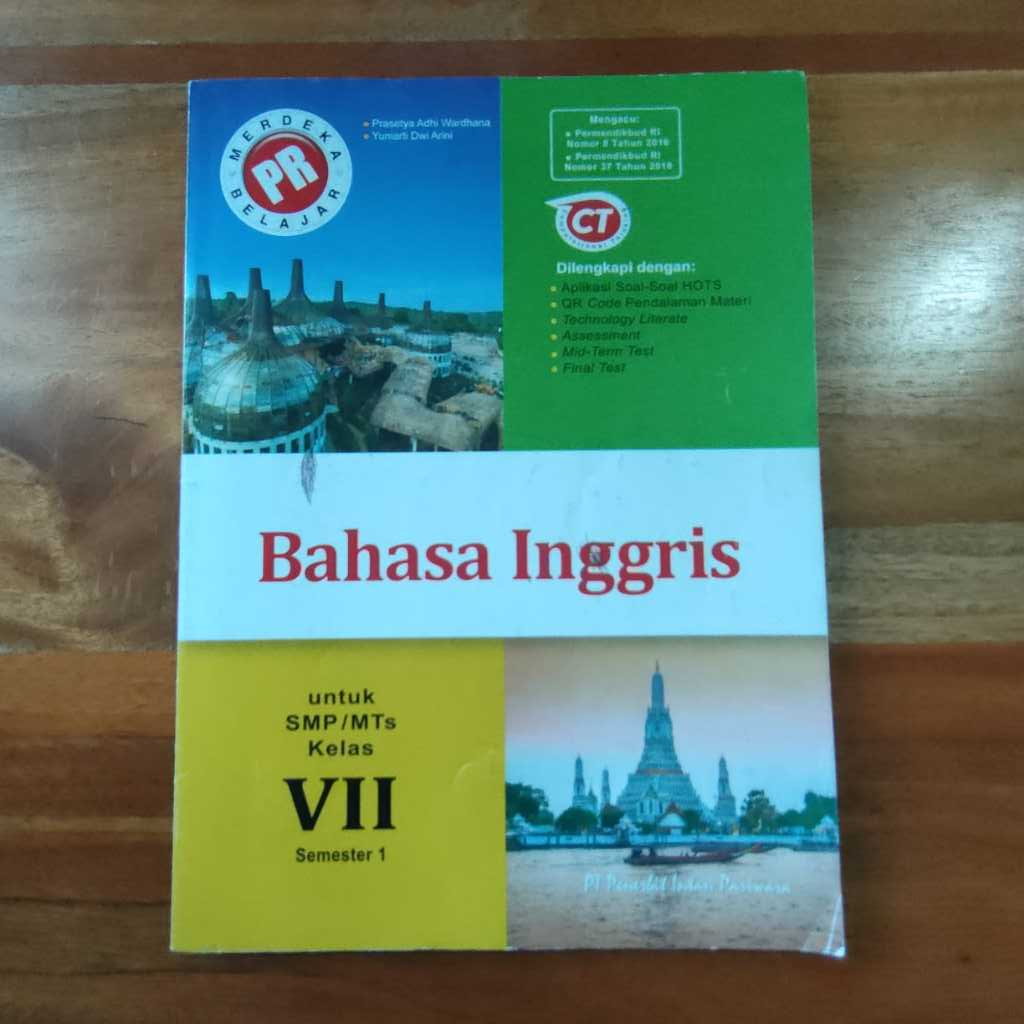 MERDEKA
PR
BELAJAR
• Prasetya Adhi Wardhana
• Yuniarti Dwi Arini
Mengacu:
• Permendikbud RI
Nomor 8 Tahun 2016
• Permendikbud RI
Nomor 37 Tahun 2018
CT
Dilengkapi dengan:
• Aplikasi Soal-Soal HOTS
• QR Code Pendalaman Materi
• Technology Literate
• Assessment
• Mid-Term Test
• Final Test
Bahasa Inggris
untuk
SMP/MTs
Kelas
VII
Semester 1
PT Penerbit Intan Pariwara